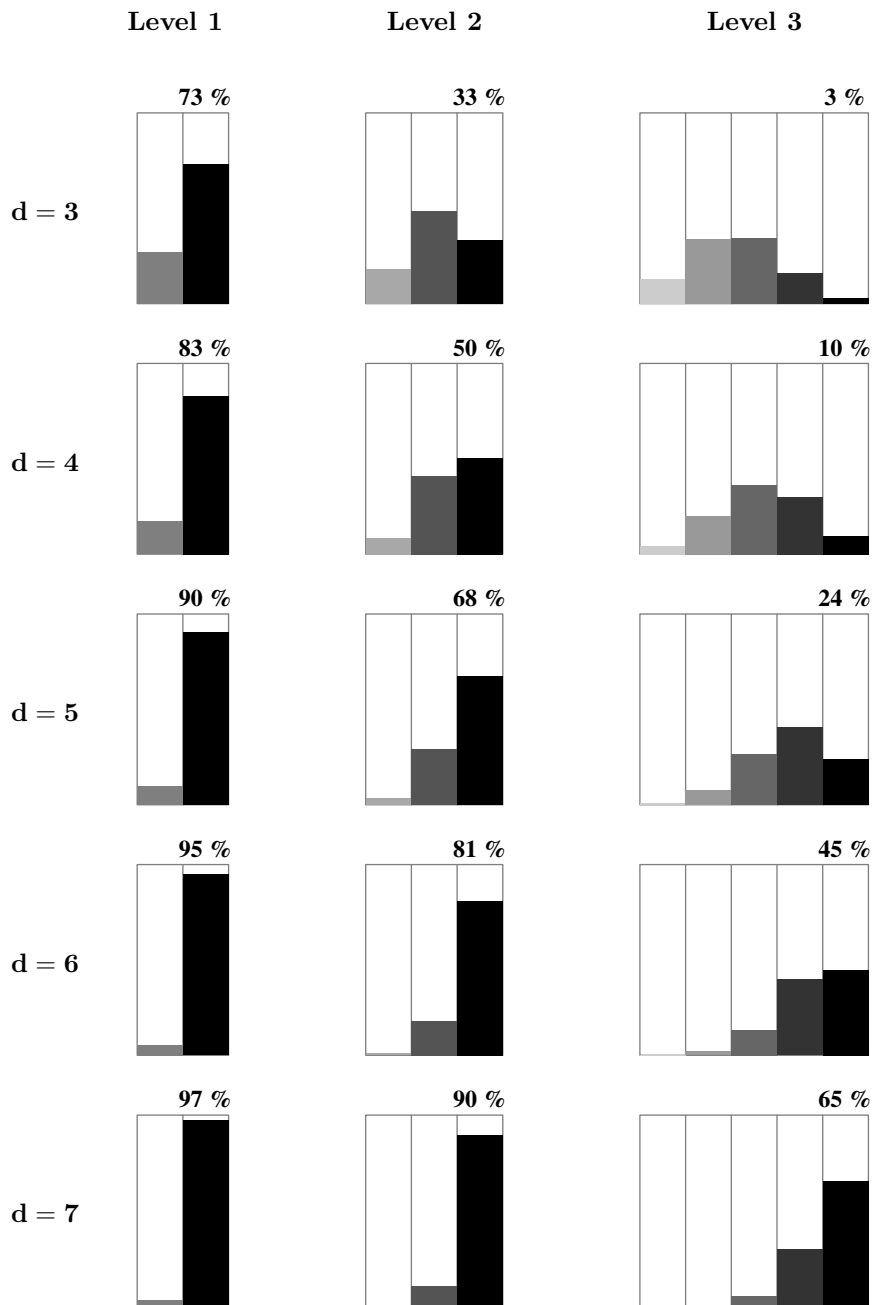 Level 1 Level 2 Level 3
73 % 33 % 3 %
d = 3
83 % 50 % 10 %
d = 4
90 % 68 % 24 %
d = 5
95 % 81 % 45 %
d = 6
97 % 90 % 65 %
d = 7